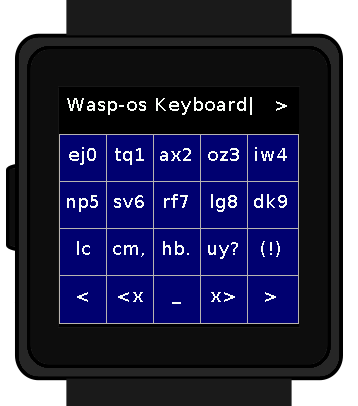 Wasp-os Keyboard| >
ej0 tq1 ax2 oz3 iw4
np5 sv6 rf7 lg8 dk9
lc cm, hb. uy? (!)
< <x _ x> >